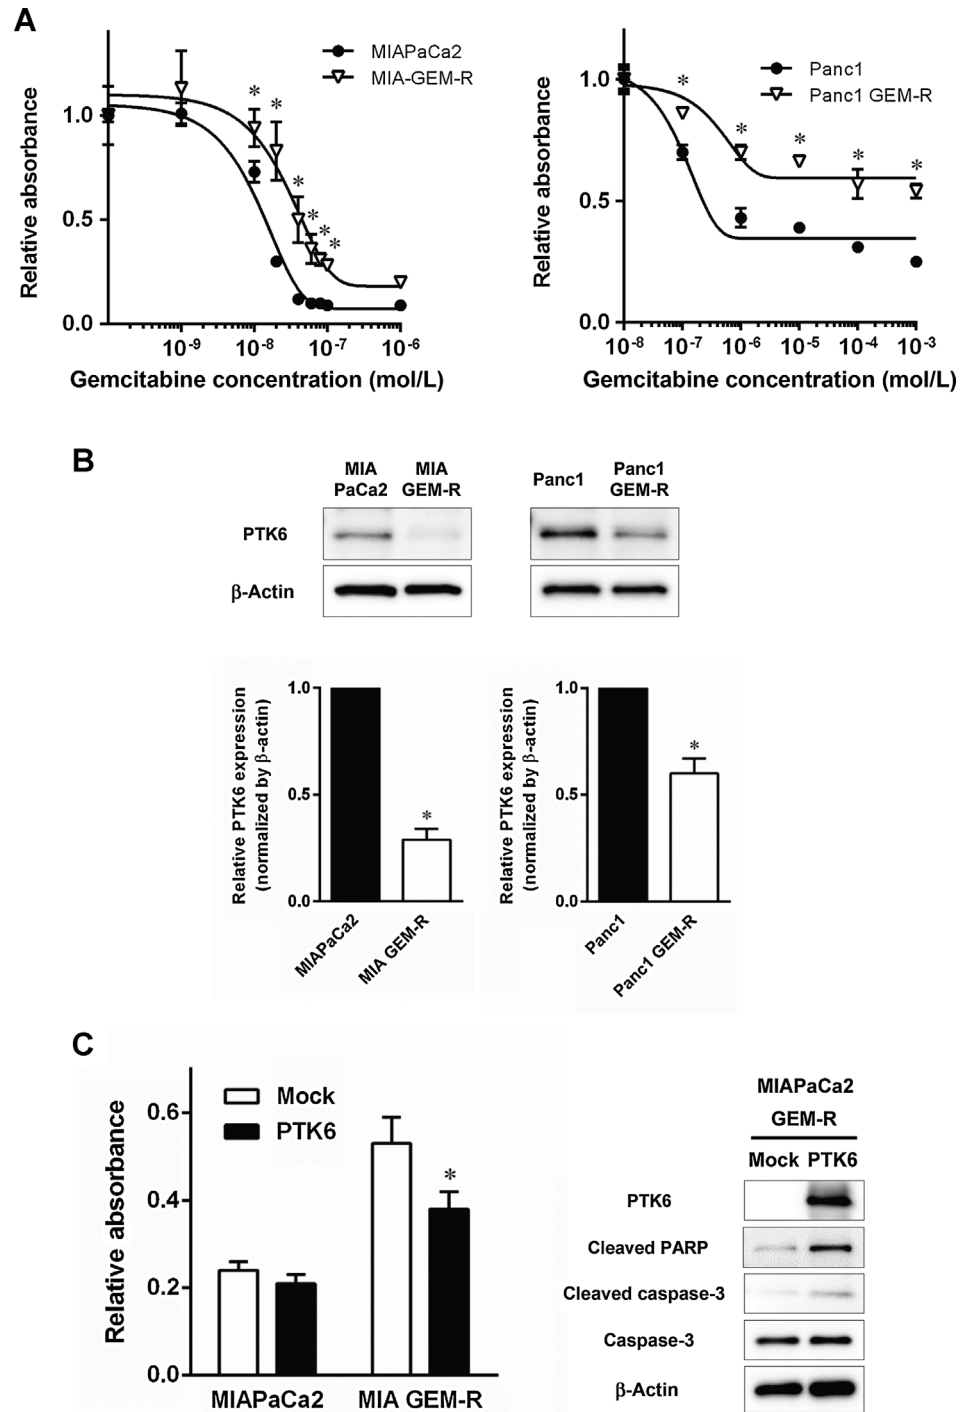 A
MIAPaCa2
MIA-GEM-R
Relative absorbance
1.0
0.5
0.0
* * * * * *
10-9 10-8 10-7 10-6
Gemcitabine concentration (mol/L)
Panc1
Panc1 GEM-R
Relative absorbance
1.0
0.5
0.0
* * * * *
10-8 10-7 10-6 10-5 10-4 10-3
Gemcitabine concentration (mol/L)
B
MIA
PaCa2
MIA
GEM-R
Panc1
Panc1
GEM-R
PTK6
β-Actin
Relative PTK6 expression
(normalized by β-actin)
1.0
0.5
0.0
*
MIAPaCa2
MIA GEM-R
Relative PTK6 expression
(normalized by β-actin)
1.0
0.5
0.0
*
Panc1
Panc1 GEM-R
C
Mock
PTK6
Relative absorbance
0.6
0.4
0.2
0.0
*
MIAPaCa2 MIA GEM-R
MIAPaCa2
GEM-R
Mock PTK6
PTK6
Cleaved PARP
Cleaved caspase-3
Caspase-3
β-Actin